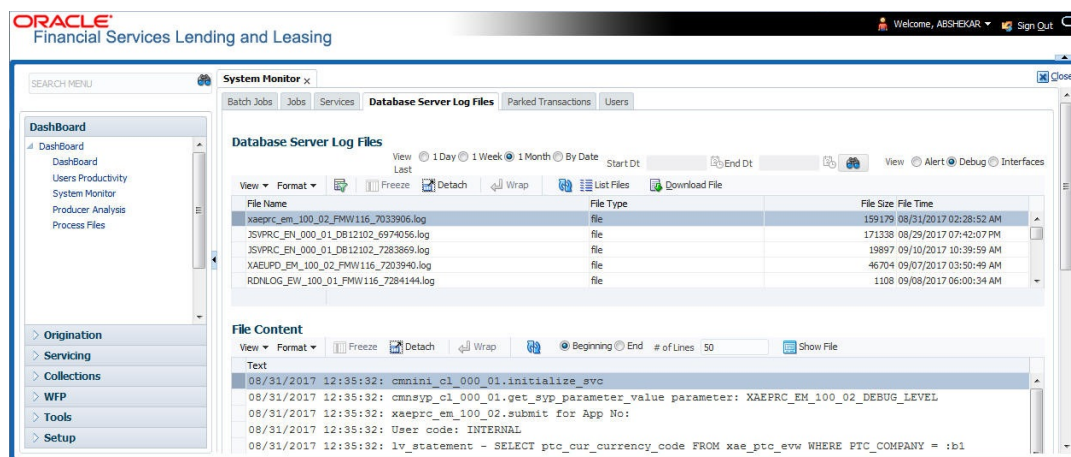 ORACLE
Financial Services Lending and Leasing
Welcome, ABSHEKAR Sign Out
SEARCH MENU
System Monitor x
Close
Batch Jobs Jobs Services Database Server Log Files Parked Transactions Users
DashBoard
DashBoard
DashBoard
Users Productivity
System Monitor
Producer Analysis
Process Files
Origination
Servicing
Collections
WFP
Tools
Setup
Database Server Log Files
View Last 1 Day 1 Week 1 Month By Date Start Dt End Dt View Alert Debug Interfaces
View Format Freeze Detach Wrap List Files Download File
File Name File Type File Size File Time
xaeprc_em_100_02_FMW116_7033906.log file 159179 08/31/2017 02:28:52 AM
JSVPRC_EN_000_01_DB12102_6974056.log file 171338 08/29/2017 07:42:07 PM
JSVPRC_EN_000_01_DB12102_7283869.log file 19897 09/10/2017 10:39:59 AM
XAEUPD_EM_100_02_FMW116_7203940.log file 46704 09/07/2017 03:50:49 AM
RDNLOG_EW_100_01_FMW116_7284144.log file 1108 09/08/2017 06:00:34 AM
File Content
View Format Freeze Detach Wrap Beginning End # of Lines 50 Show File
Text
08/31/2017 12:35:32: cmnini_cl_000_01.initialize_svc
08/31/2017 12:35:32: cmnsyp_cl_000_01.get_syp_parameter_value parameter: XAEPRC_EM_100_02_DEBUG_LEVEL
08/31/2017 12:35:32: xaeprc_em_100_02.submit for App No:
08/31/2017 12:35:32: User code: INTERNAL
08/31/2017 12:35:32: lv_statement - SELECT ptc_cur_currency_code FROM xae_ptc_evw WHERE PTC_COMPANY = :b1